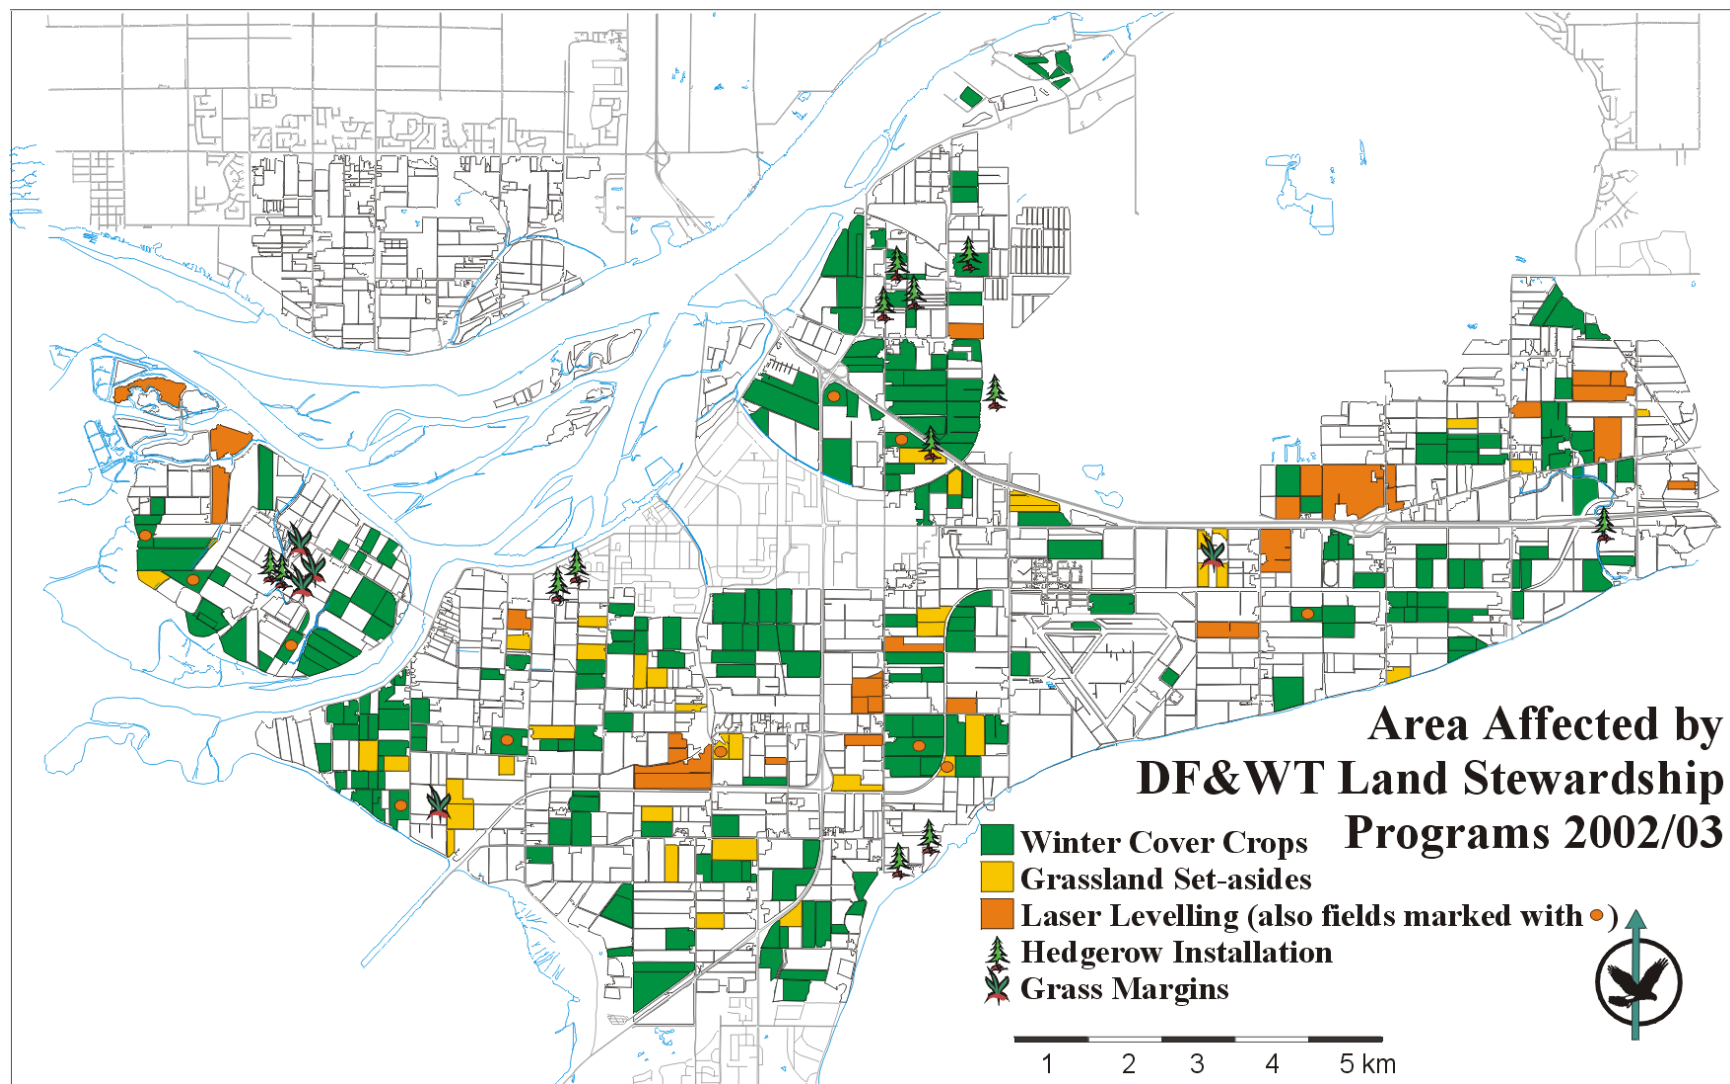 Area Affected by
DF&WT Land Stewardship
Programs 2002/03
Winter Cover Crops
Grassland Set-asides
Laser Levelling (also fields marked with )
Hedgerow Installation
Grass Margins
1 2 3 4 5 km